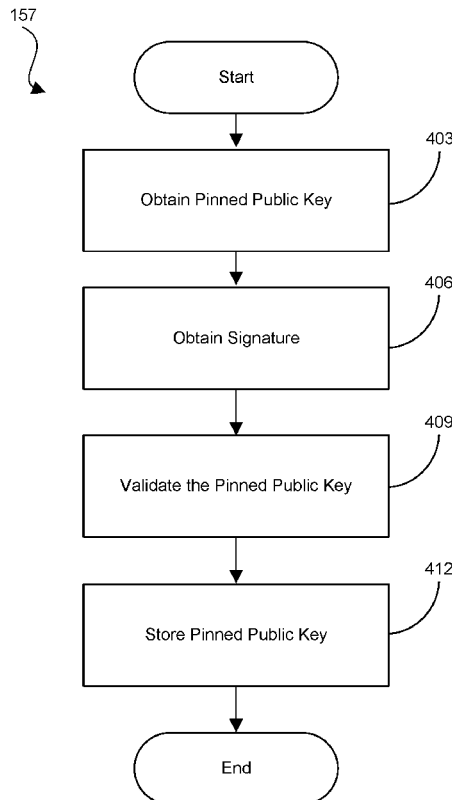 157
Start
403
Obtain Pinned Public Key
406
Obtain Signature
409
Validate the Pinned Public Key
412
Store Pinned Public Key
End